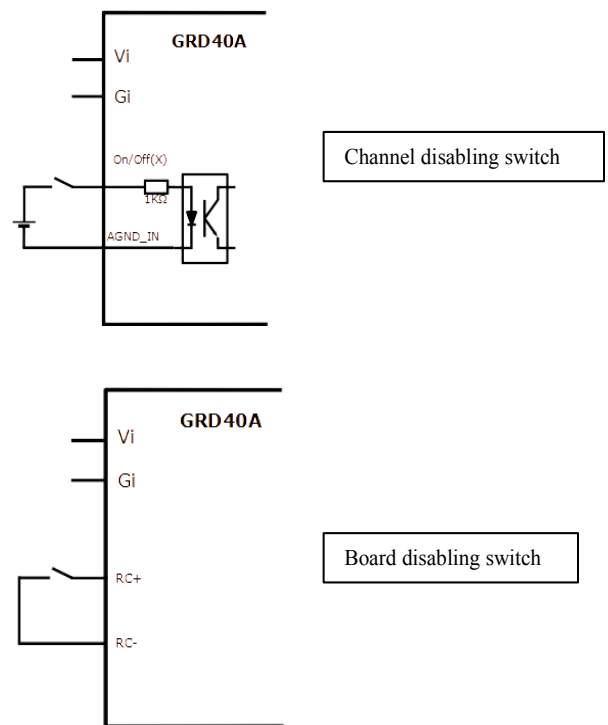 GRD40A
Vi
Gi
On/Off(X)
1KΩ
AGND_IN
Channel disabling switch
GRD40A
Vi
Gi
RC+
RC-
Board disabling switch